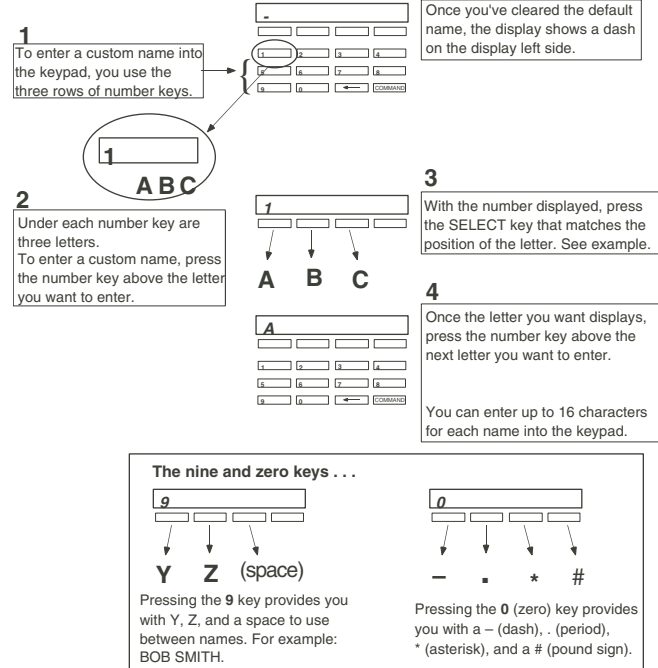 1
To enter a custom name into
the keypad, you use the
three rows of number keys.
-
1 2 3 4
5 6 7 8
9 0 COMMAND
Once you've cleared the default
name, the display shows a dash
on the display left side.
1
A B C
2
Under each number key are
three letters.
To enter a custom name, press
the number key above the letter
you want to enter.
1
A B C
3
With the number displayed, press
the SELECT key that matches the
position of the letter. See example.
A
1 2 3 4
5 6 7 8
9 0 COMMAND
4
Once the letter you want displays,
press the number key above the
next letter you want to enter.
You can enter up to 16 characters
for each name into the keypad.
The nine and zero keys . . .
9
Y Z (space)
Pressing the 9 key provides you
with Y, Z, and a space to use
between names. For example:
BOB SMITH.
0
– . * #
Pressing the 0 (zero) key provides
you with a – (dash), . (period),
* (asterisk), and a # (pound sign).